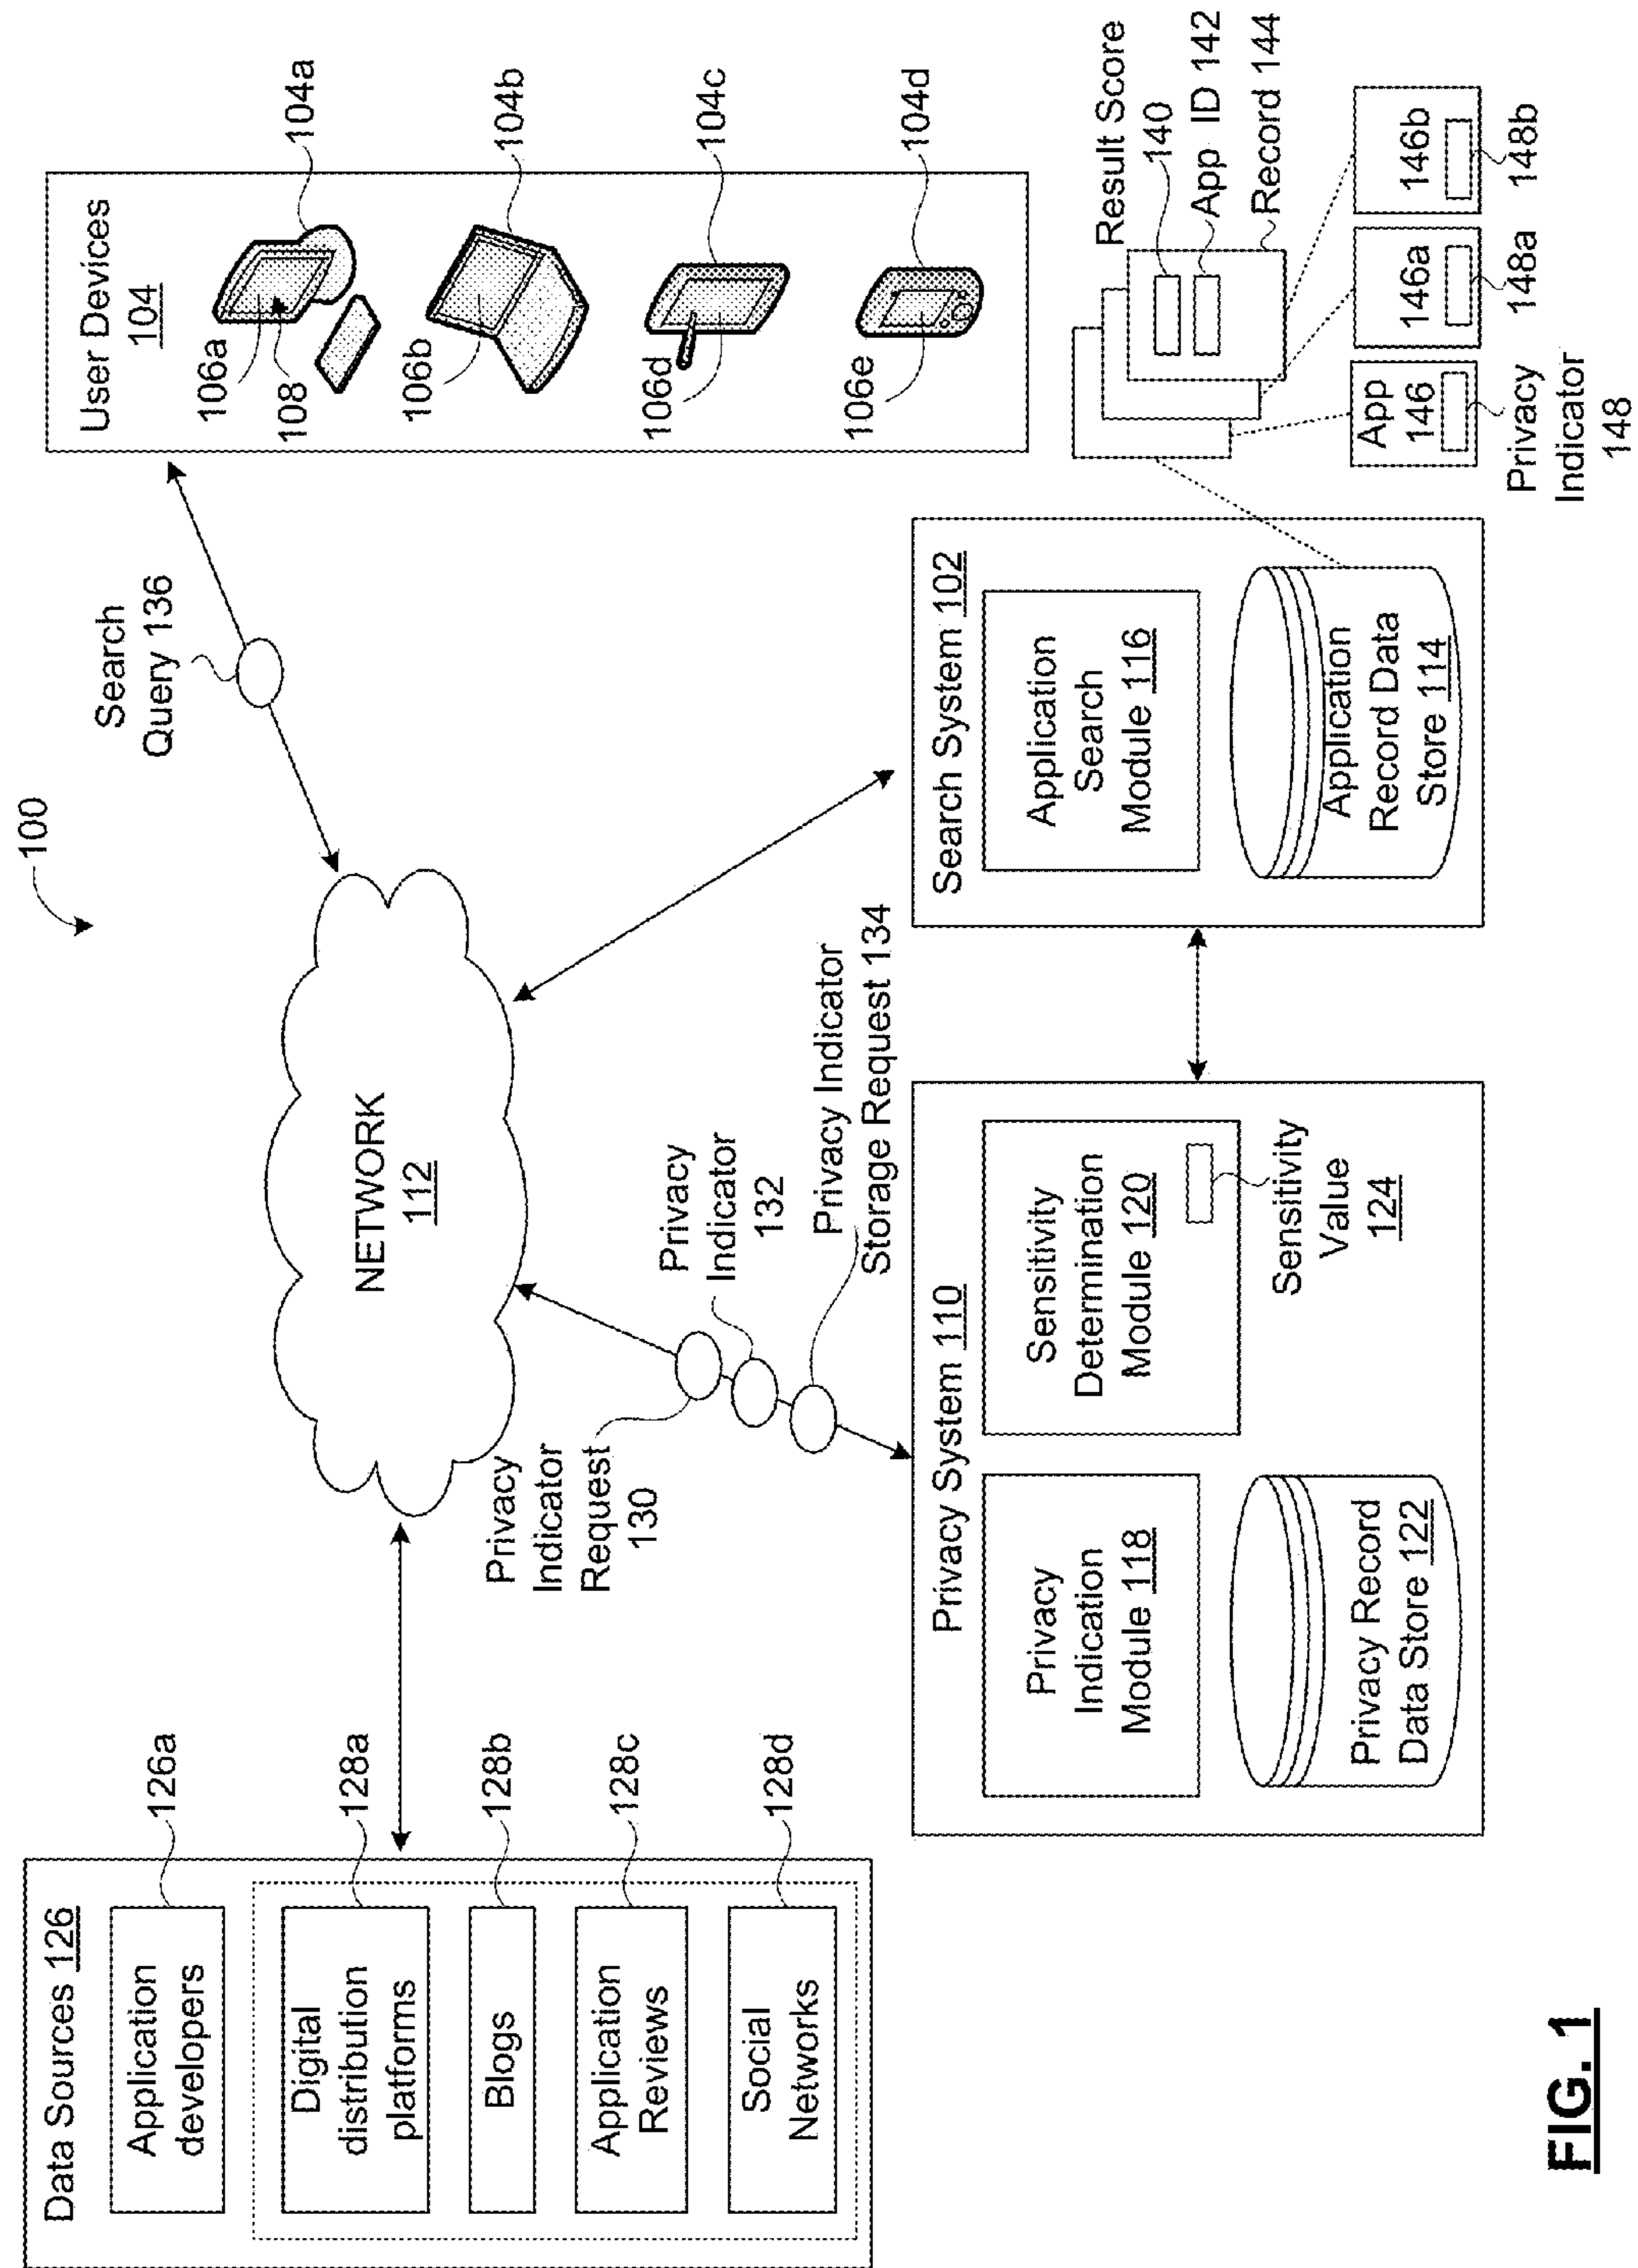 Data Sources 126
Application
developers
126a
Digital
distribution
platforms
128a
Blogs
128b
Application
Reviews
128c
Social
Networks
128d
100
NETWORK
112
Search
Query 136
User Devices
104
106a
108
104a
106b
104b
106d
104c
106e
104d
Privacy
Indicator
Request
130
Privacy
Indicator
132
Privacy Indicator
Storage Request 134
Privacy System 110
Privacy
Indication
Module 118
Sensitivity
Determination
Module 120
Sensitivity
Value
124
Privacy Record
Data Store 122
Search System 102
Application
Search
Module 116
Application
Record Data
Store 114
Result Score
140
App ID 142
Record 144
App
146
146a
146b
Privacy
Indicator
148
148a
148b
FIG. 1